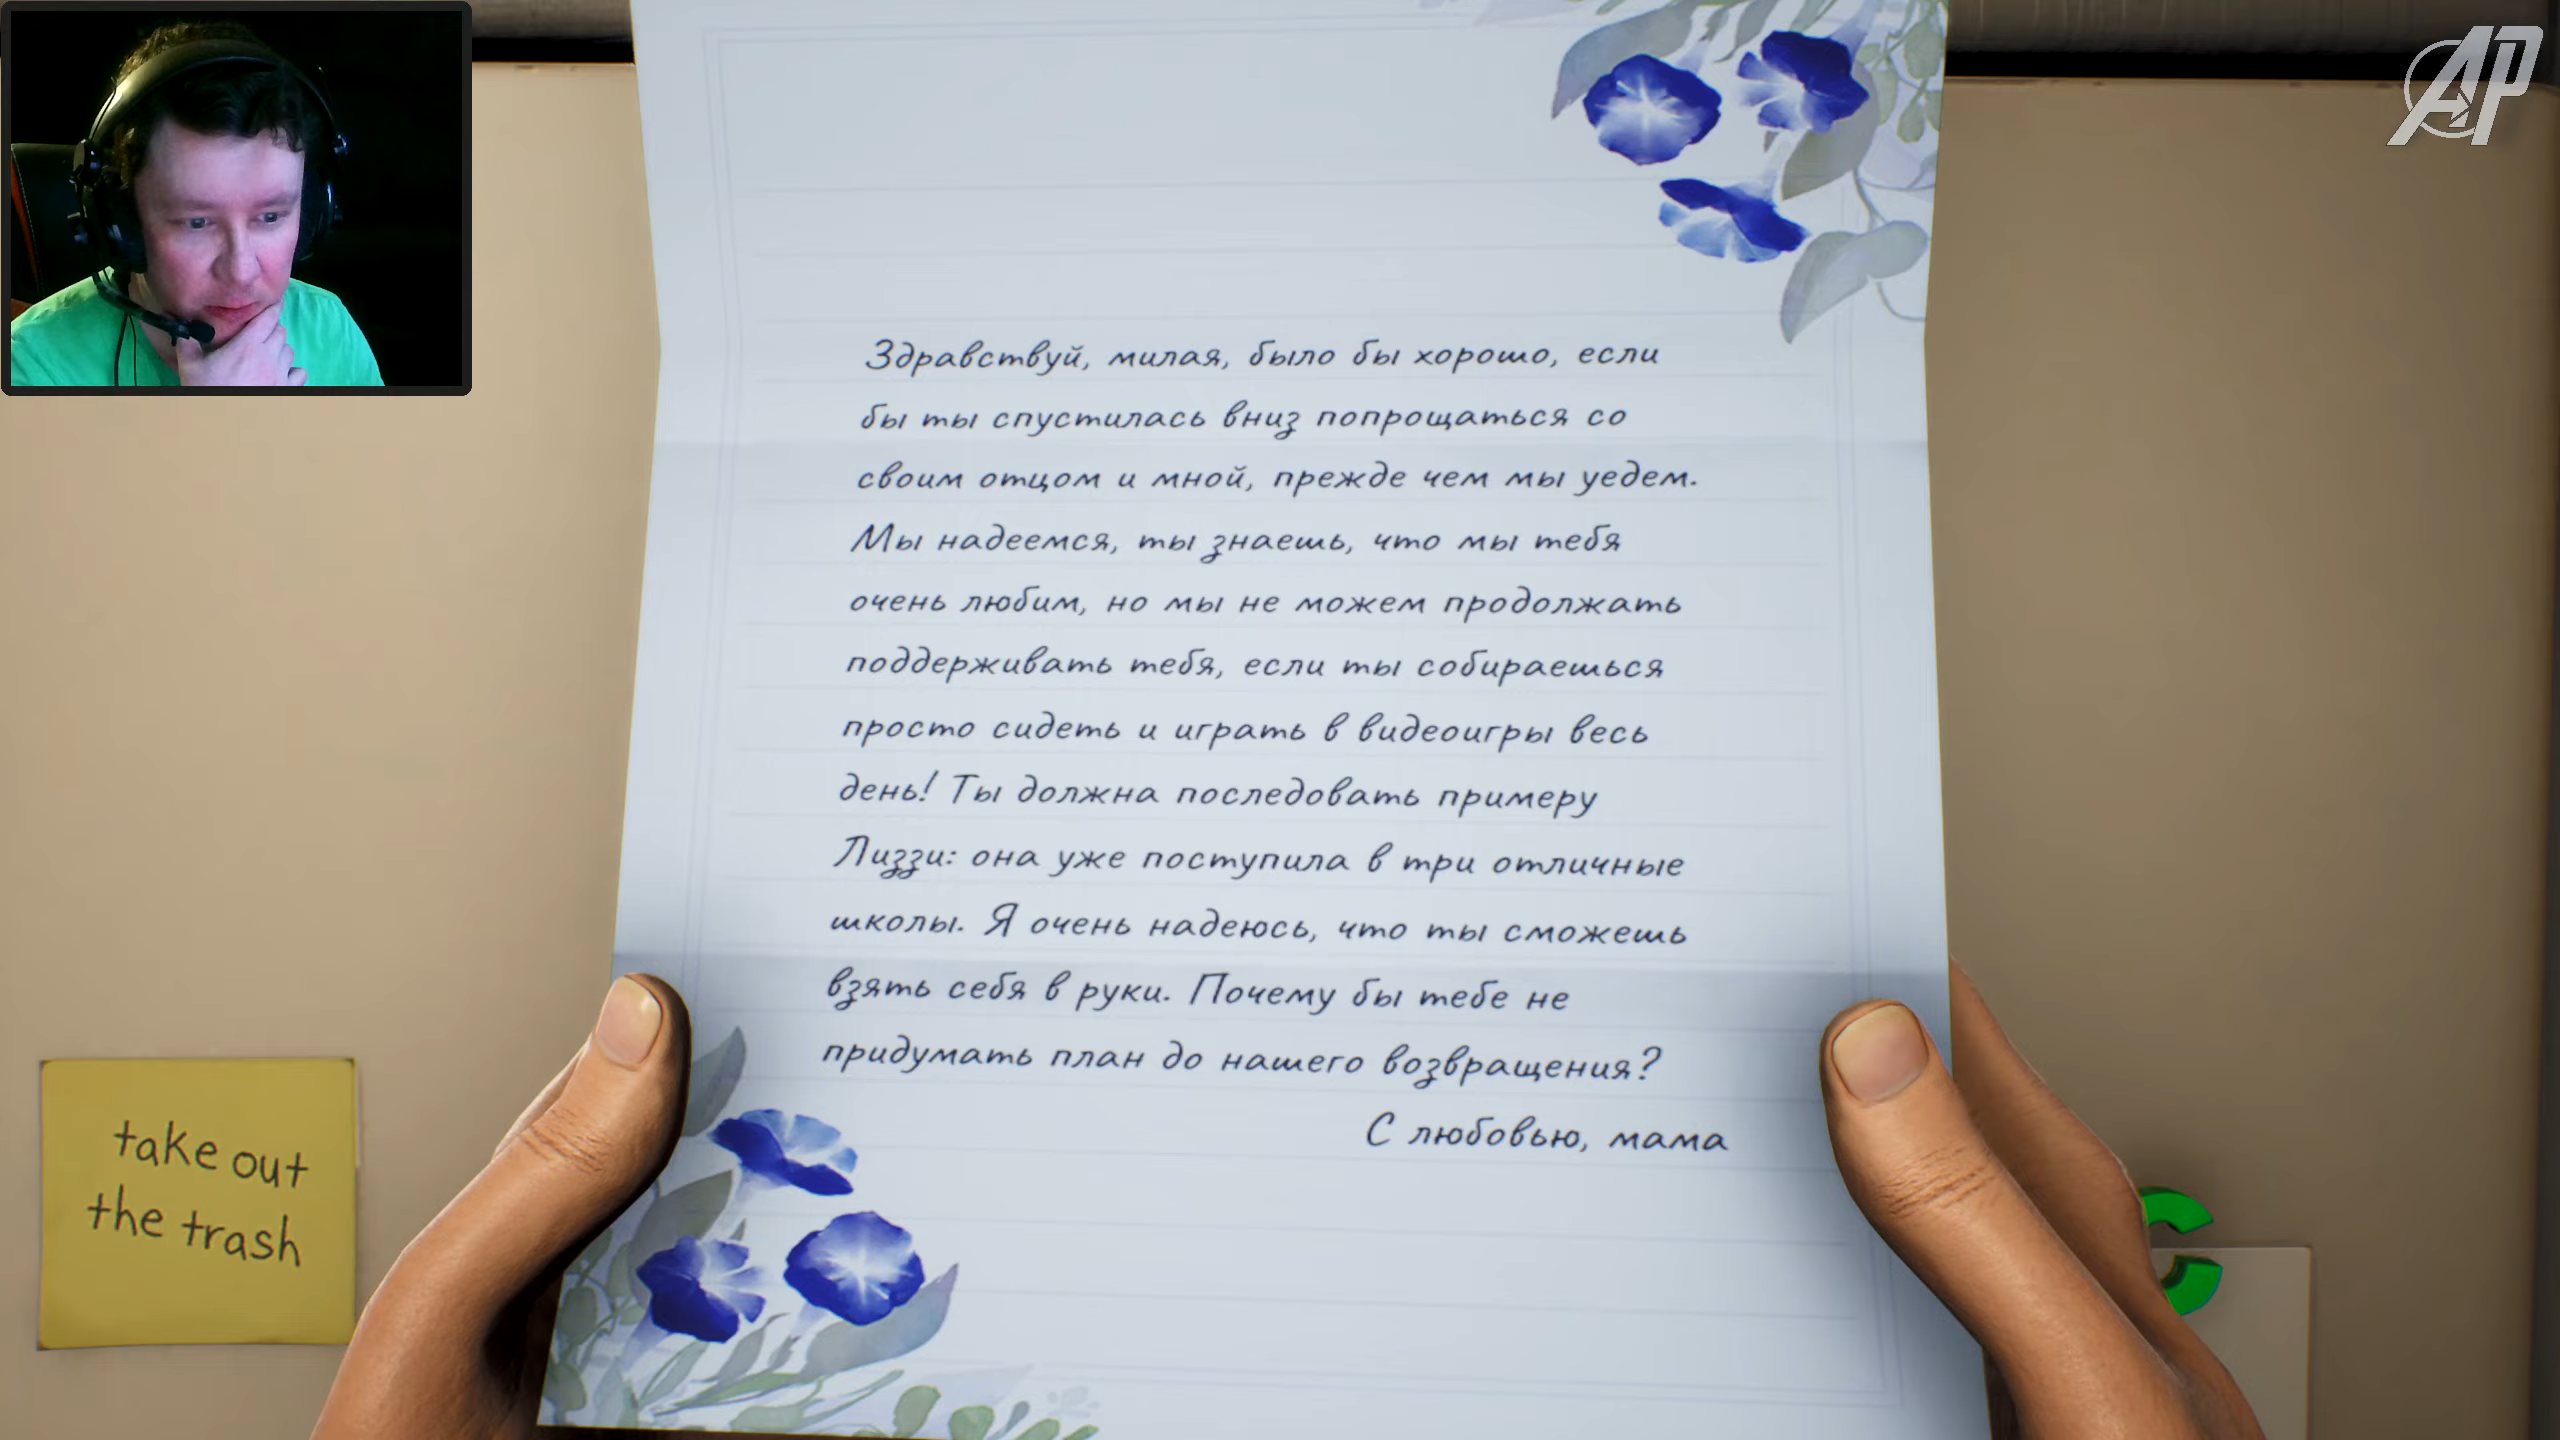 AP
Здравствуй, милая, было бы хорошо, если
бы ты спустилась вниз попрощаться со
своим отцом и мной, прежде чем мы уедем.
Мы надеемся, ты знаешь, что мы тебя
очень любим, но мы не можем продолжать
поддерживать тебя, если ты собираешься
просто сидеть и играть в видеоигры весь
день! Ты должна последовать примеру
Лиззи: она уже поступила в три отличные
школы. Я очень надеюсь, что ты сможешь
взять себя в руки. Почему бы тебе не
придумать план до нашего возвращения?
С любовью, мама
take out
the trash